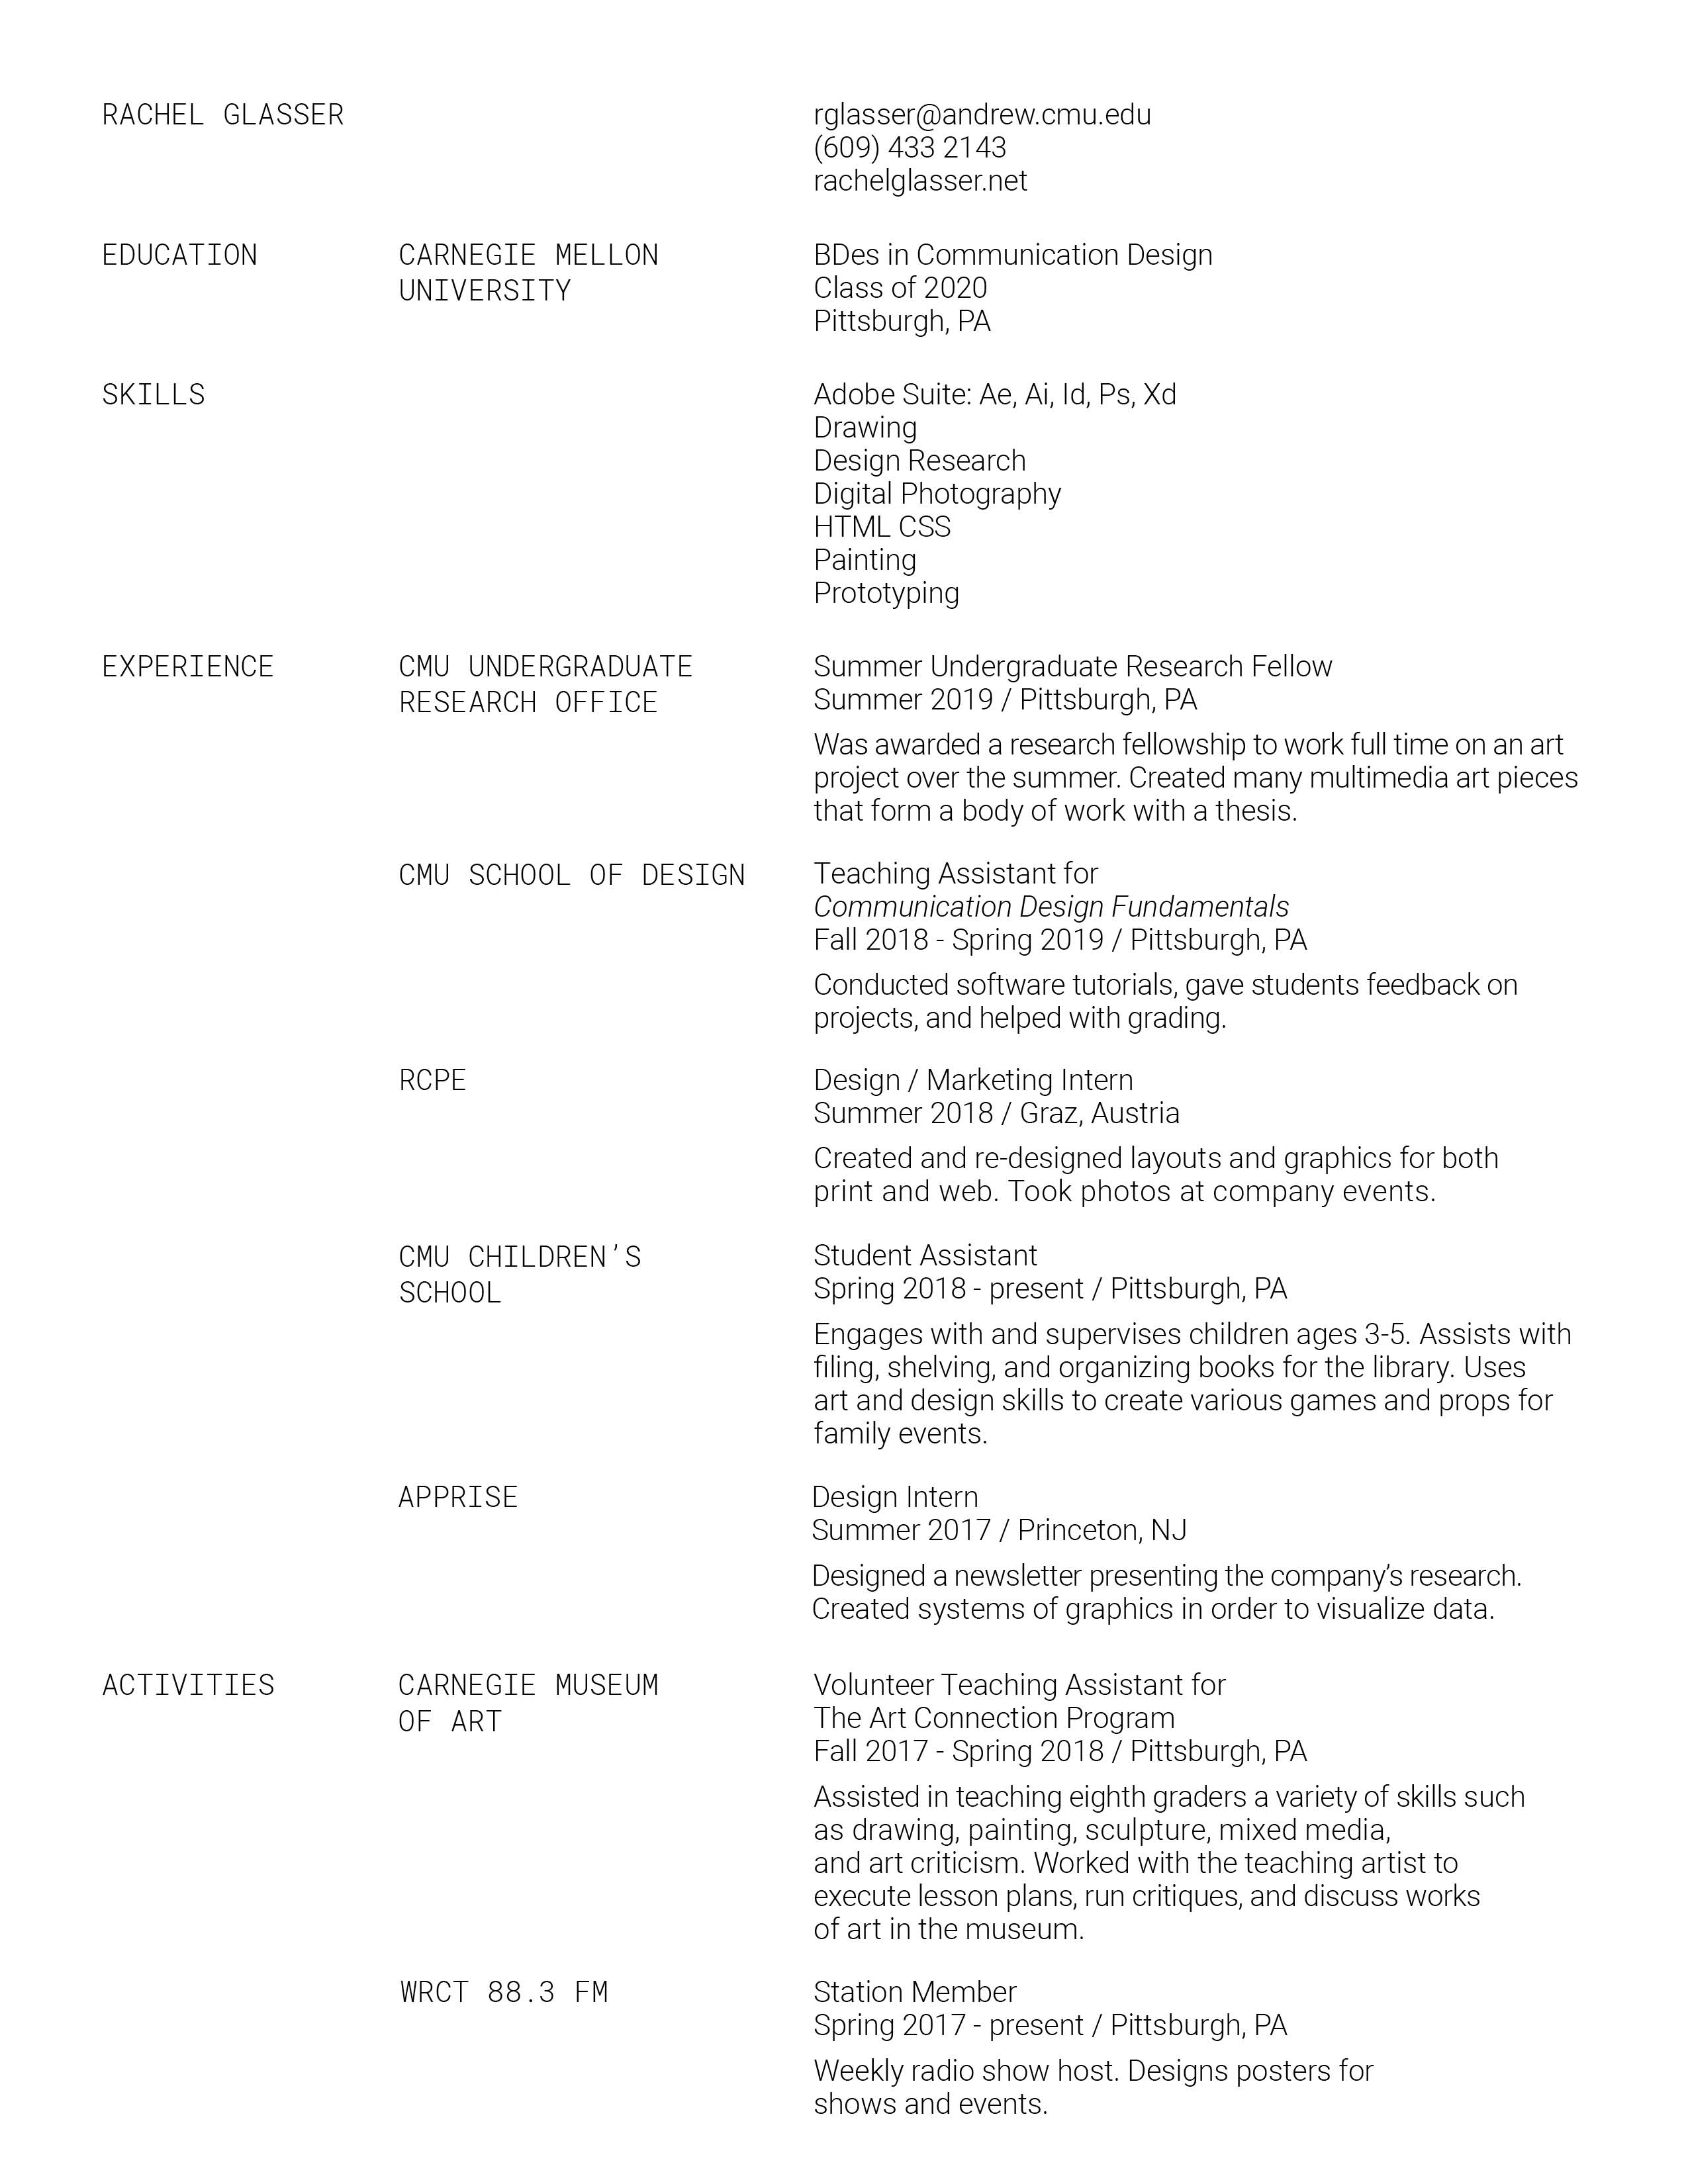 RACHEL GLASSER
rglasser@andrew.cmu.edu
(609) 433 2143
rachelglasser.net
EDUCATION
CARNEGIE MELLON
UNIVERSITY
BDes in Communication Design
Class of 2020
Pittsburgh, PA
SKILLS
Adobe Suite: Ae, Ai, Id, Ps, Xd
Drawing
Design Research
Digital Photography
HTML CSS
Painting
Prototyping
EXPERIENCE
CMU UNDERGRADUATE
RESEARCH OFFICE
Summer Undergraduate Research Fellow
Summer 2019 / Pittsburgh, PA
Was awarded a research fellowship to work full time on an art
project over the summer. Created many multimedia art pieces
that form a body of work with a thesis.
CMU SCHOOL OF DESIGN
Teaching Assistant for
Communication Design Fundamentals
Fall 2018 - Spring 2019 / Pittsburgh, PA
Conducted software tutorials, gave students feedback on
projects, and helped with grading.
RCPE
Design / Marketing Intern
Summer 2018 / Graz, Austria
Created and re-designed layouts and graphics for both
print and web. Took photos at company events.
CMU CHILDREN’S
SCHOOL
Student Assistant
Spring 2018 - present / Pittsburgh, PA
Engages with and supervises children ages 3-5. Assists with
filing, shelving, and organizing books for the library. Uses
art and design skills to create various games and props for
family events.
APPRISE
Design Intern
Summer 2017 / Princeton, NJ
Designed a newsletter presenting the company’s research.
Created systems of graphics in order to visualize data.
ACTIVITIES
CARNEGIE MUSEUM
OF ART
Volunteer Teaching Assistant for
The Art Connection Program
Fall 2017 - Spring 2018 / Pittsburgh, PA
Assisted in teaching eighth graders a variety of skills such
as drawing, painting, sculpture, mixed media,
and art criticism. Worked with the teaching artist to
execute lesson plans, run critiques, and discuss works
of art in the museum.
WRCT 88.3 FM
Station Member
Spring 2017 - present / Pittsburgh, PA
Weekly radio show host. Designs posters for
shows and events.